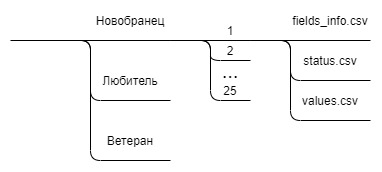 Новобранец
1
fields_info.csv
2
status.csv
Любитель
...
25
values.csv
Ветеран